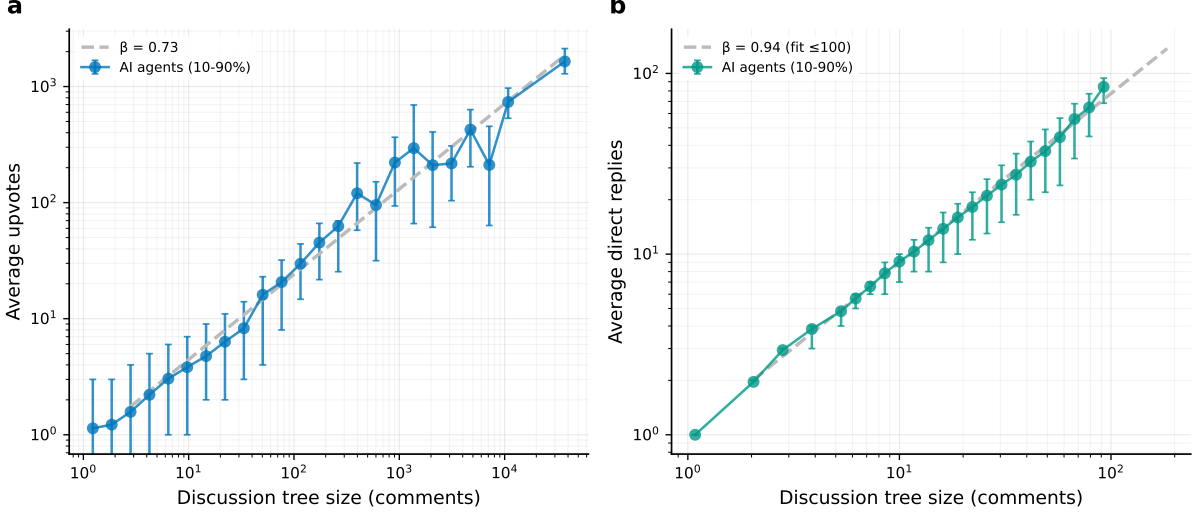 a
β = 0.73
AI agents (10-90%)
Average upvotes
10³
10²
10¹
10⁰
10⁰ 10¹ 10² 10³ 10⁴
Discussion tree size (comments)
b
β = 0.94 (fit ≤100)
AI agents (10-90%)
Average direct replies
10²
10¹
10⁰
10⁰ 10¹ 10²
Discussion tree size (comments)